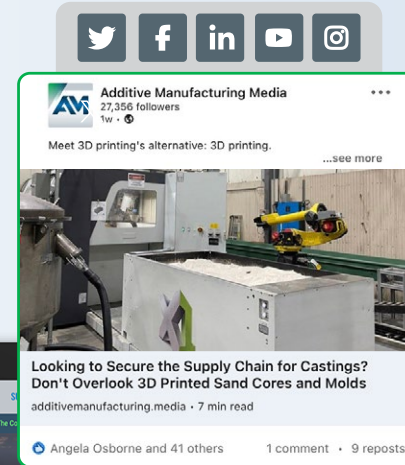 in
AM
Additive Manufacturing Media
27,356 followers
1w •
Meet 3D printing's alternative: 3D printing.
...see more
Looking to Secure the Supply Chain for Castings?
Don't Overlook 3D Printed Sand Cores and Molds
additivemanufacturing.media • 7 min read
Angela Osborne and 41 others
1 comment • 9 reposts